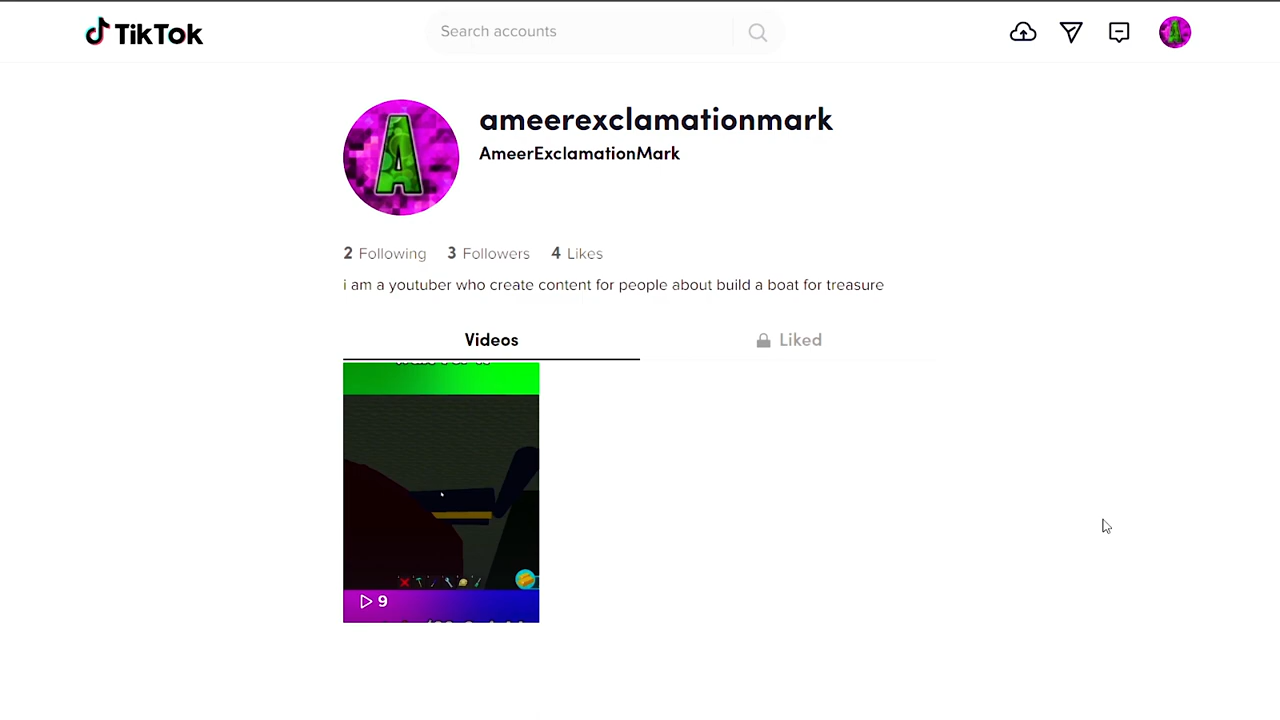 TikTok
Search accounts
ameerexclamationmark
AmeerExclamationMark
2 Following 3 Followers 4 Likes
i am a youtuber who create content for people about build a boat for treasure
Videos Liked
A
9